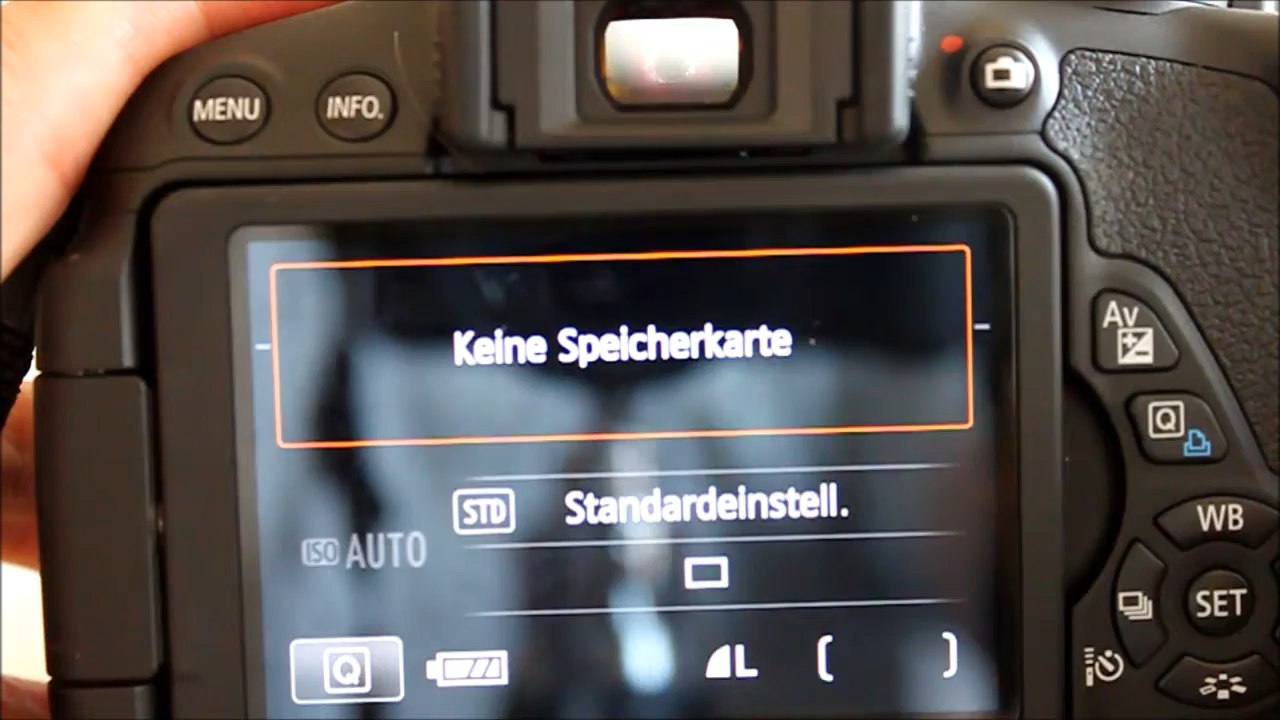 MENU
INFO.
Keine Speicherkarte
Av
Q
STD Standardeinstell.
ISO AUTO
WB
SET
Q
L [ ]